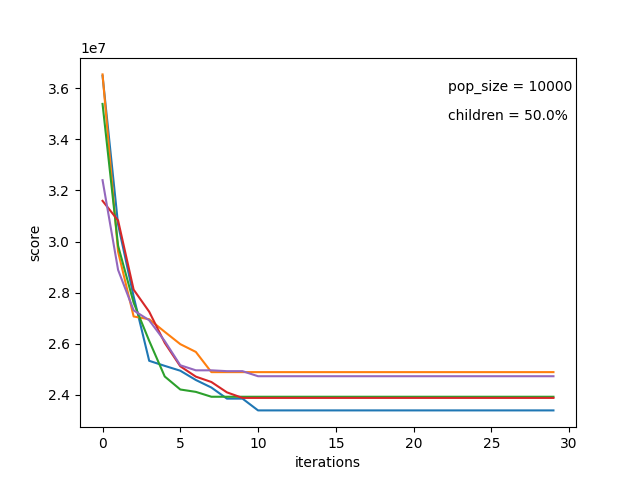 1e7
pop_size = 10000
children = 50.0%
3.6
3.4
3.2
3.0
2.8
2.6
2.4
score
0 5 10 15 20 25 30
iterations